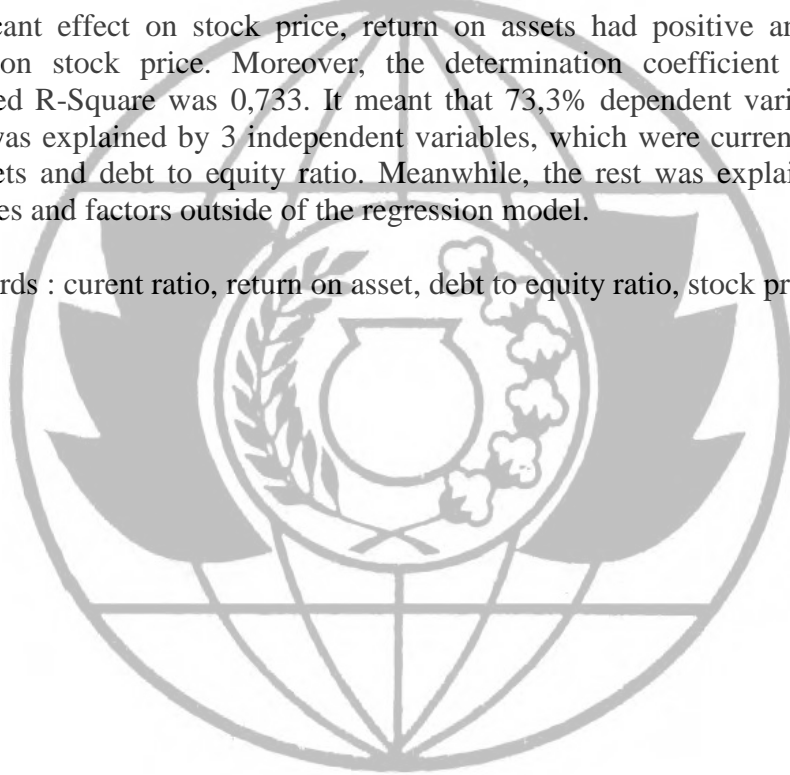 cant effect on stock price, return on assets had positive an
on stock price. Moreover, the determination coefficient
ed R-Square was 0,733. It meant that 73,3% dependent vari
was explained by 3 independent variables, which were current
ets and debt to equity ratio. Meanwhile, the rest was explai
es and factors outside of the regression model.
rds : curent ratio, return on asset, debt to equity ratio, stock pr